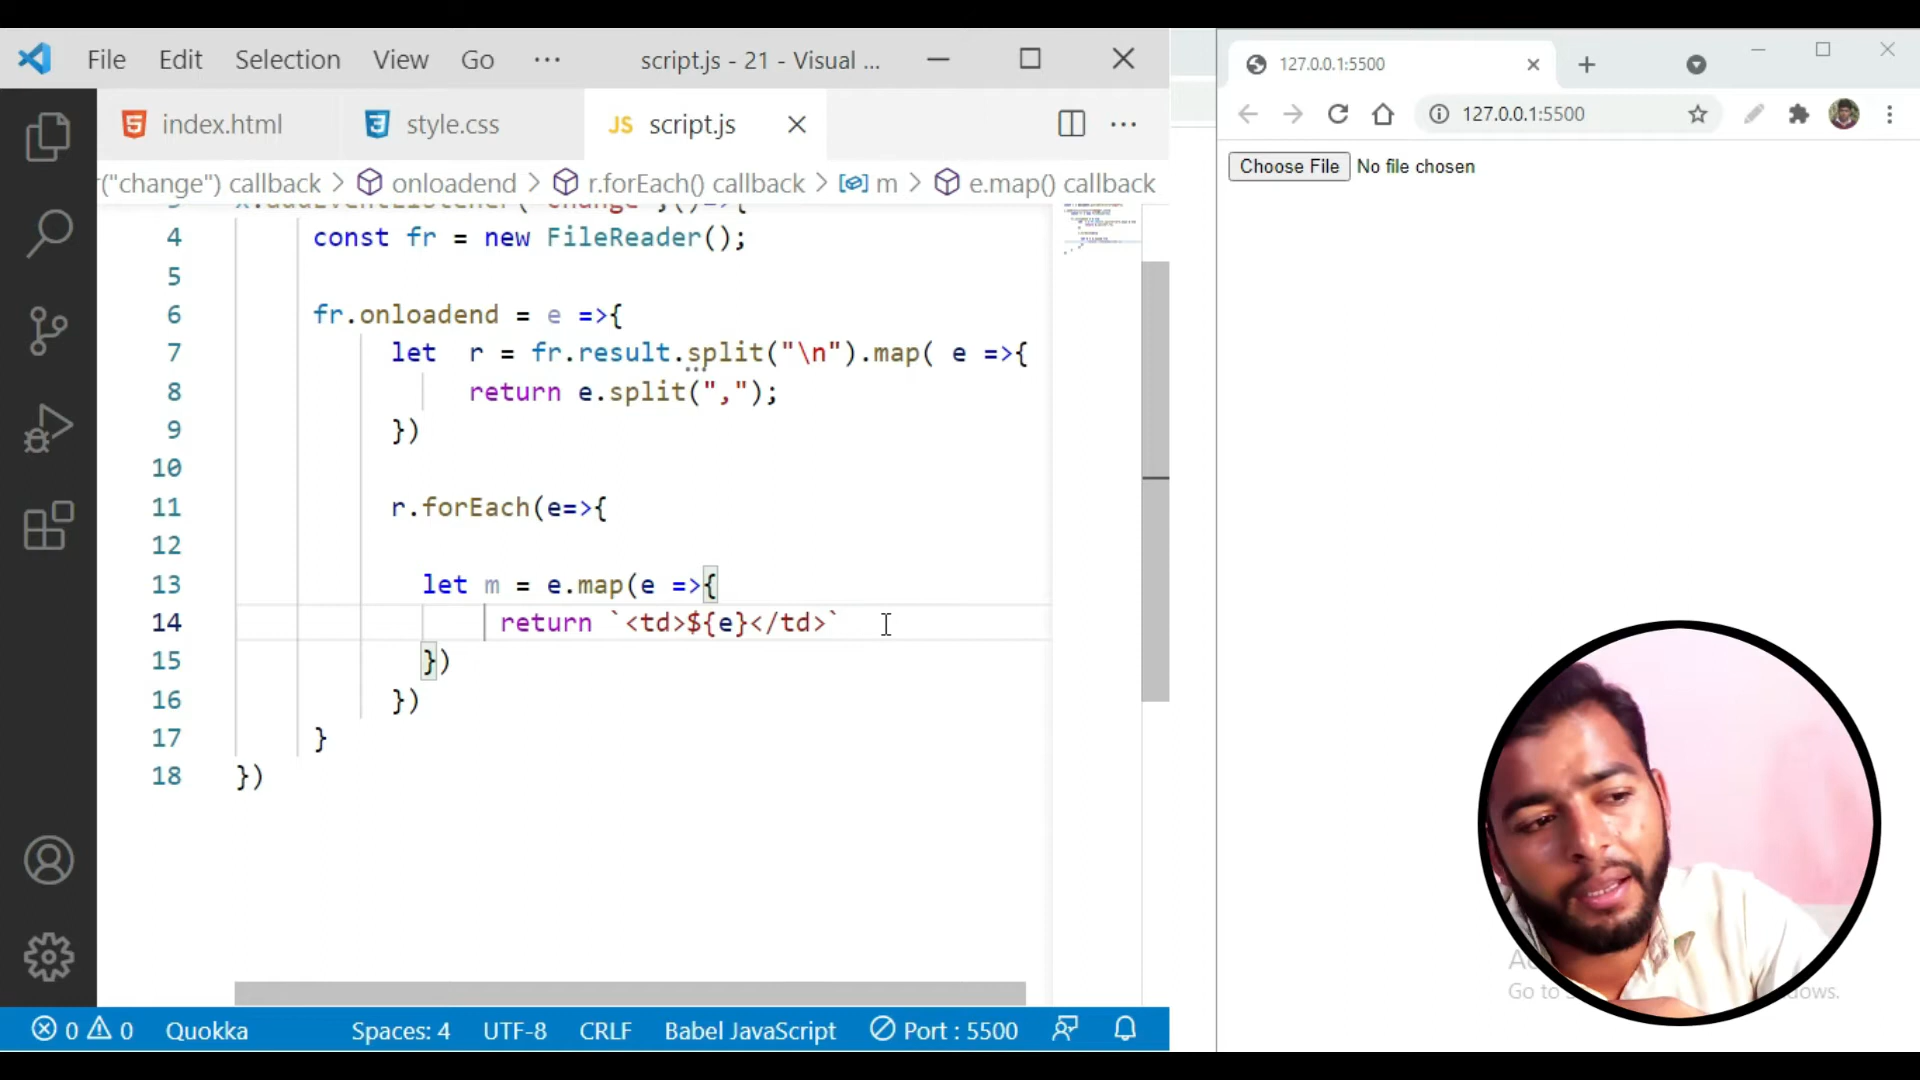 File Edit Selection View Go ··· script.js - 21 - Visual ...
index.html style.css JS script.js
r("change") callback > onloadend > r.forEach() callback > m > e.map() callback
4 const fr = new FileReader();
5
6 fr.onloadend = e =>{
7 let r = fr.result.split("\n").map( e =>{
8 return e.split(",");
9 })
10
11 r.forEach(e=>{
12
13 let m = e.map(e =>{
14 return `<td>${e}</td>`
15 })
16 })
17 }
18 })
0 0 Quokka Spaces: 4 UTF-8 CRLF Babel JavaScript Port : 5500
127.0.0.1:5500
127.0.0.1:5500
Choose File No file chosen
Go to